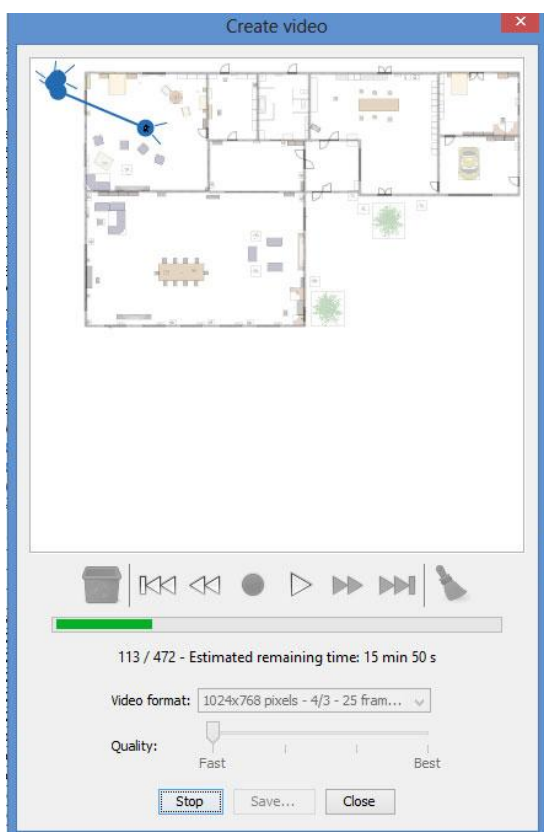 Create video
113 / 472 - Estimated remaining time: 15 min 50 s
Video format: 1024x768 pixels - 4/3 - 25 fram...
Quality:
Fast Best
Stop Save... Close